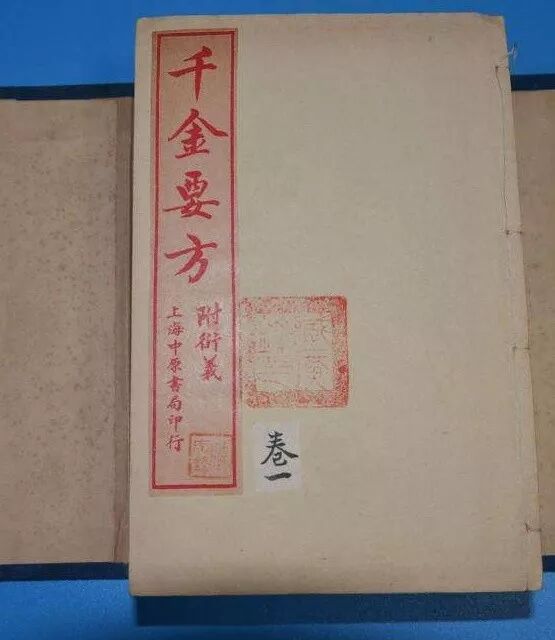 千金要方
附衍義
上海中原書局印行
卷一